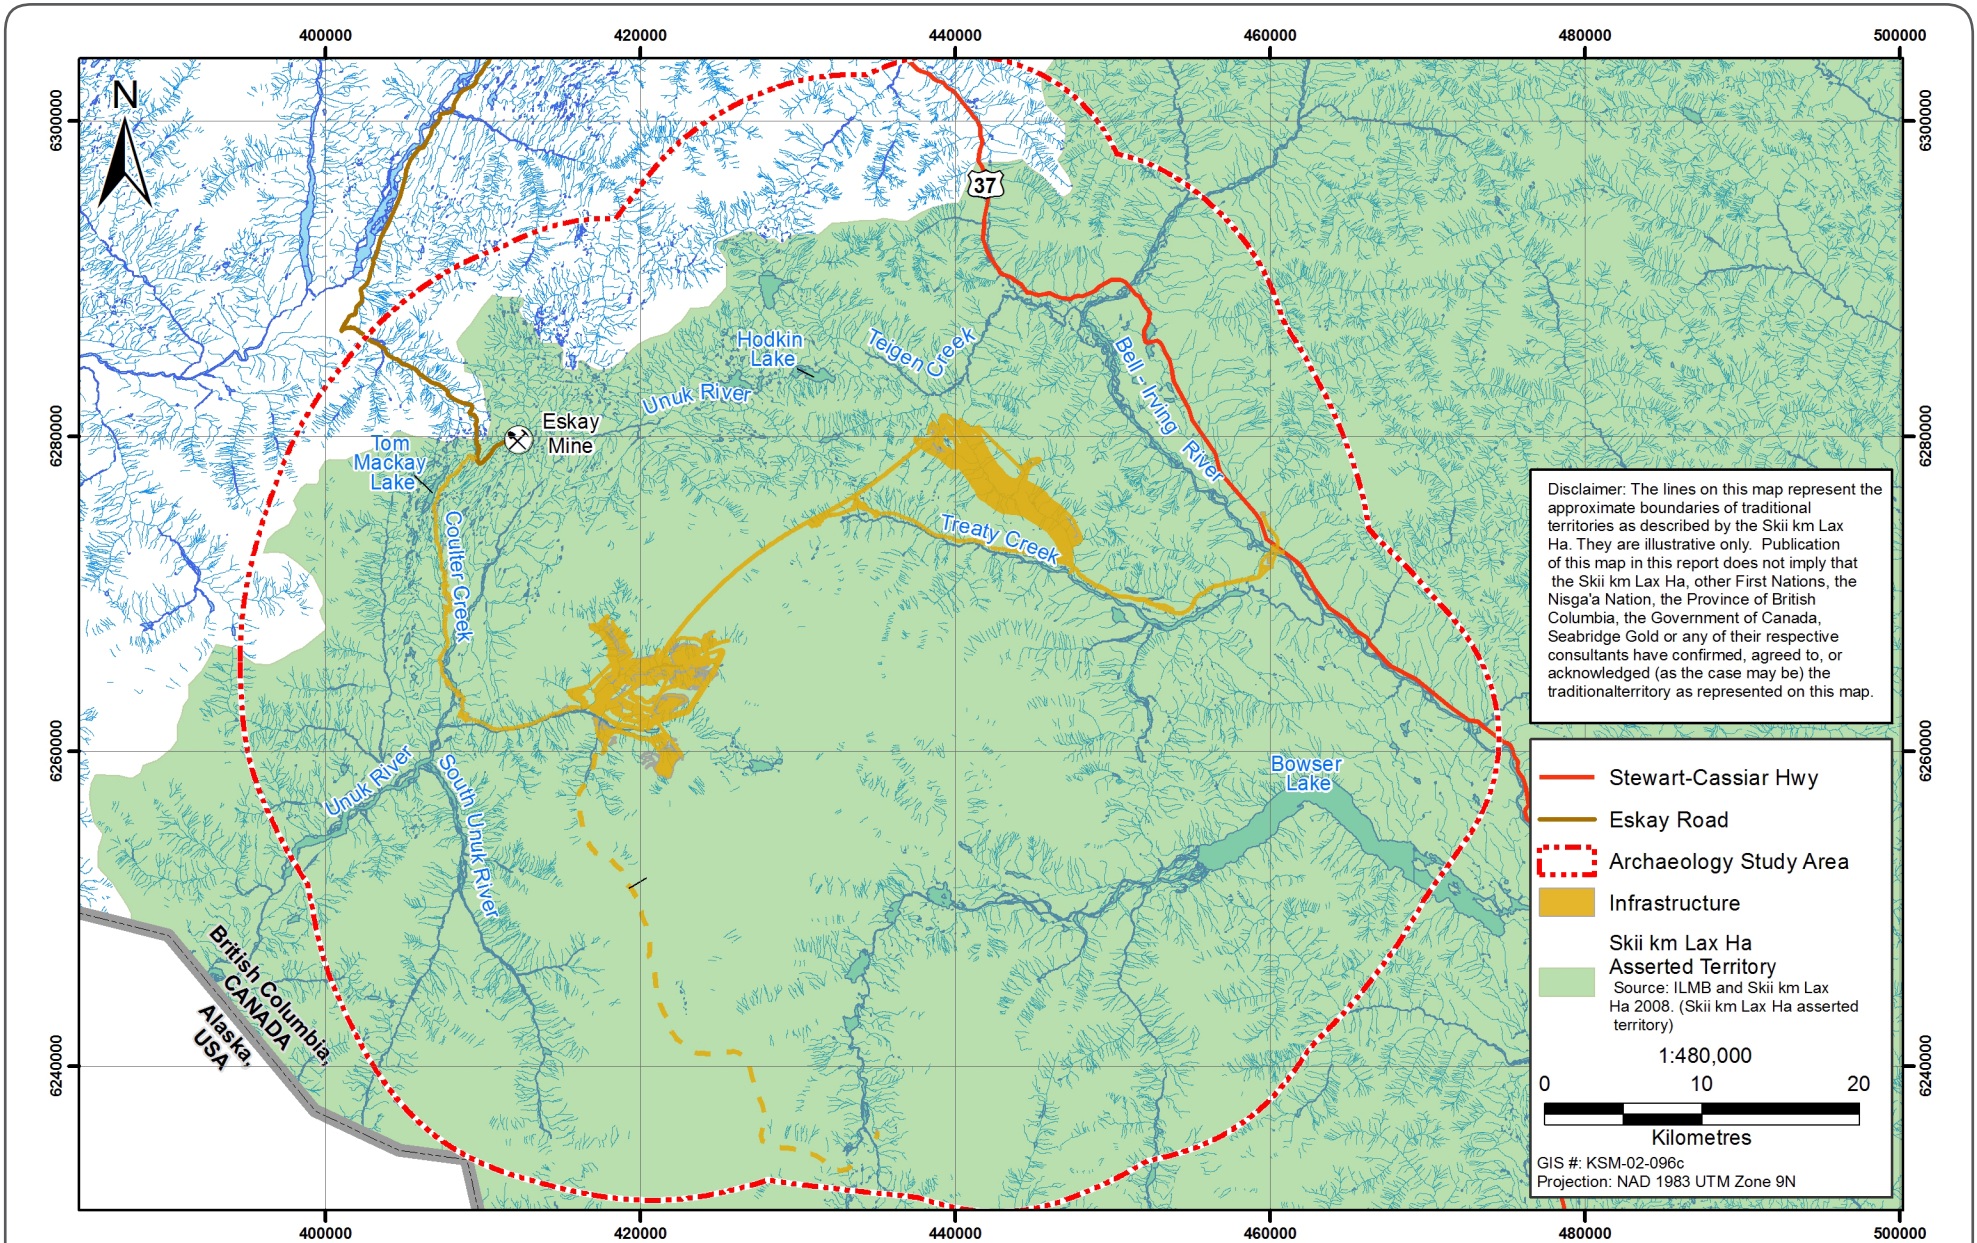 400000
420000
440000
460000
480000
500000
N
6300000
6300000
37
Hodkin
Lake
Teigen Creek
Bell - Irving River
Unuk River
Eskay
Mine
6280000
6280000
Tom
Mackay
Lake
Coulter Creek
Treaty Creek
Disclaimer: The lines on this map represent the
approximate boundaries of traditional
territories as described by the Skii km Lax
Ha. They are illustrative only. Publication
of this map in this report does not imply that
the Skii km Lax Ha, other First Nations, the
Nisga'a Nation, the Province of British
Columbia, the Government of Canada,
Seabridge Gold or any of their respective
consultants have confirmed, agreed to, or
acknowledged (as the case may be) the
traditionalterritory as represented on this map.
6260000
6260000
Unuk River
South Unuk River
Bowser
Lake
Stewart-Cassiar Hwy
Eskay Road
Archaeology Study Area
Infrastructure
Skii km Lax Ha
Asserted Territory
Source: ILMB and Skii km Lax
Ha 2008. (Skii km Lax Ha asserted
territory)
British Columbia,
CANADA
Alaska,
USA
6240000
6240000
1:480,000
0 10 20
Kilometres
GIS #: KSM-02-096c
Projection: NAD 1983 UTM Zone 9N
400000
420000
440000
460000
480000
500000